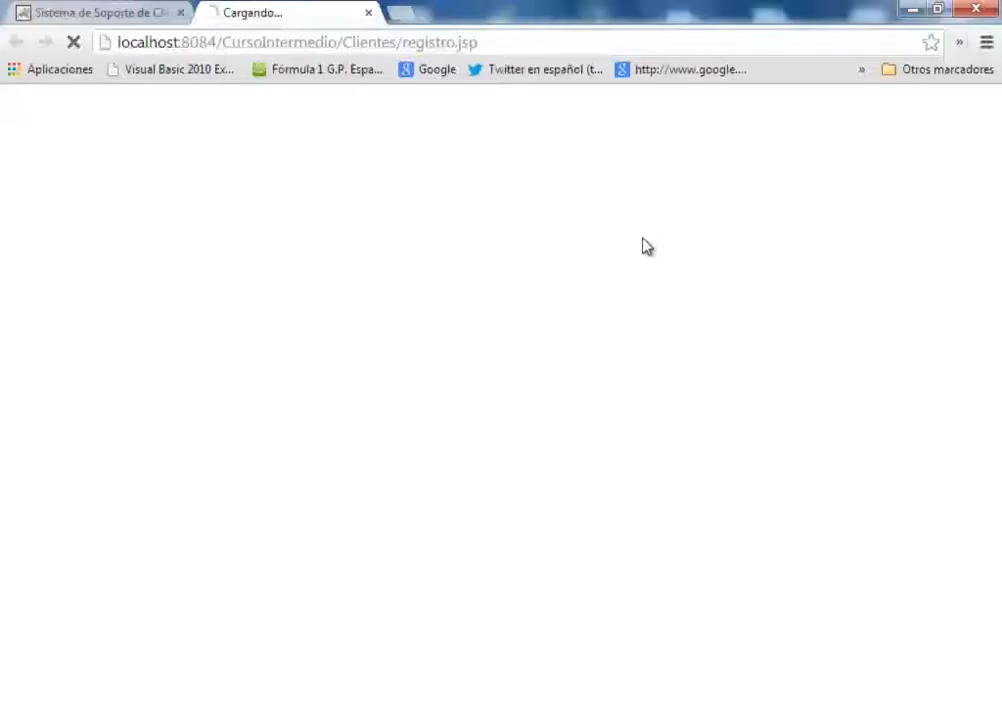 Sistema de Soporte de Cl
Cargando...
localhost:8084/CursoIntermedio/Clientes/registro.jsp
Aplicaciones Visual Basic 2010 Ex... Fórmula 1 G.P. Espa... Google Twitter en español (t... http://www.google.... » Otros marcadores